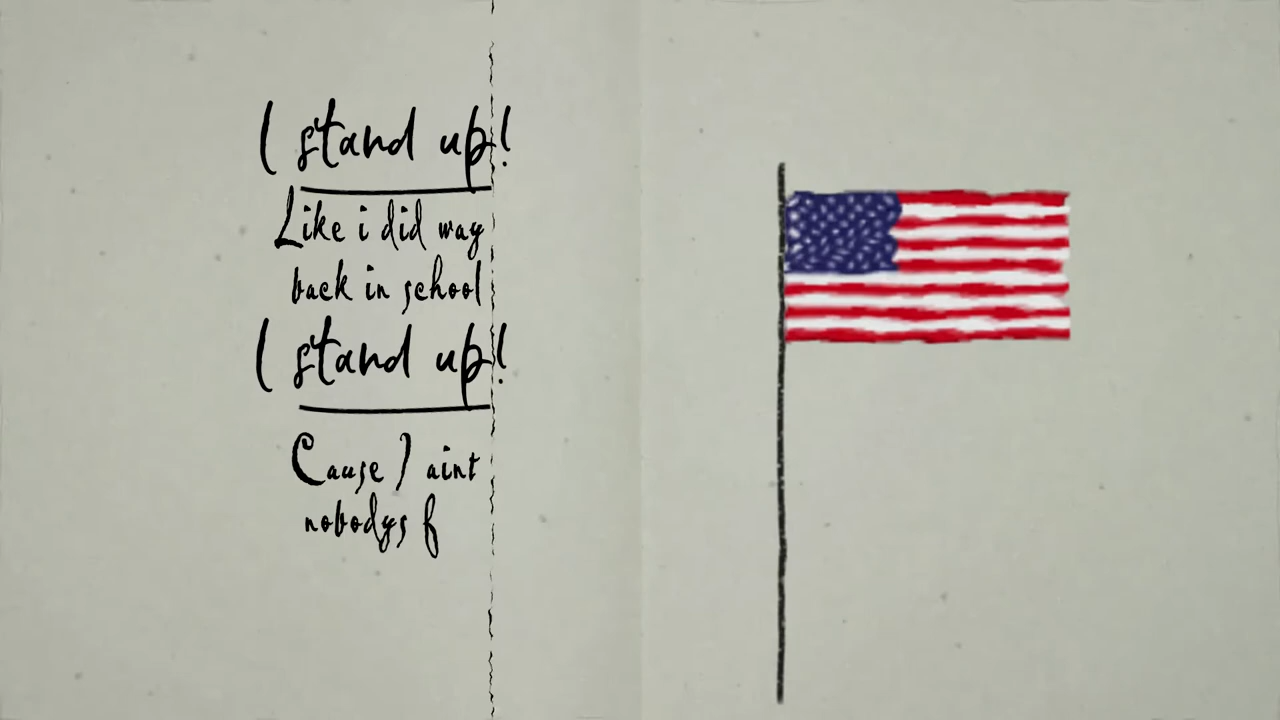 I stand up!
Like i did way
back in school
I stand up!
Cause I aint
nobodys f